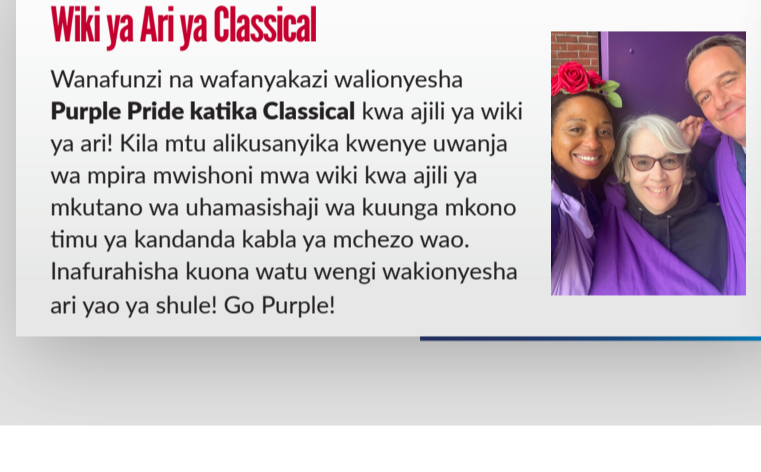 Wiki ya Ari ya Classical
Wanafunzi na wafanyakazi walionyesha
Purple Pride katika Classical kwa ajili ya wiki
ya ari! Kila mtu alikusanyika kwenye uwanja
wa mpira mwishoni mwa wiki kwa ajili ya
mkutano wa uhamasishaji wa kuunga mkono
timu ya kandanda kabla ya mchezo wao.
Inafurahisha kuona watu wengi wakionyesha
ari yao ya shule! Go Purple!